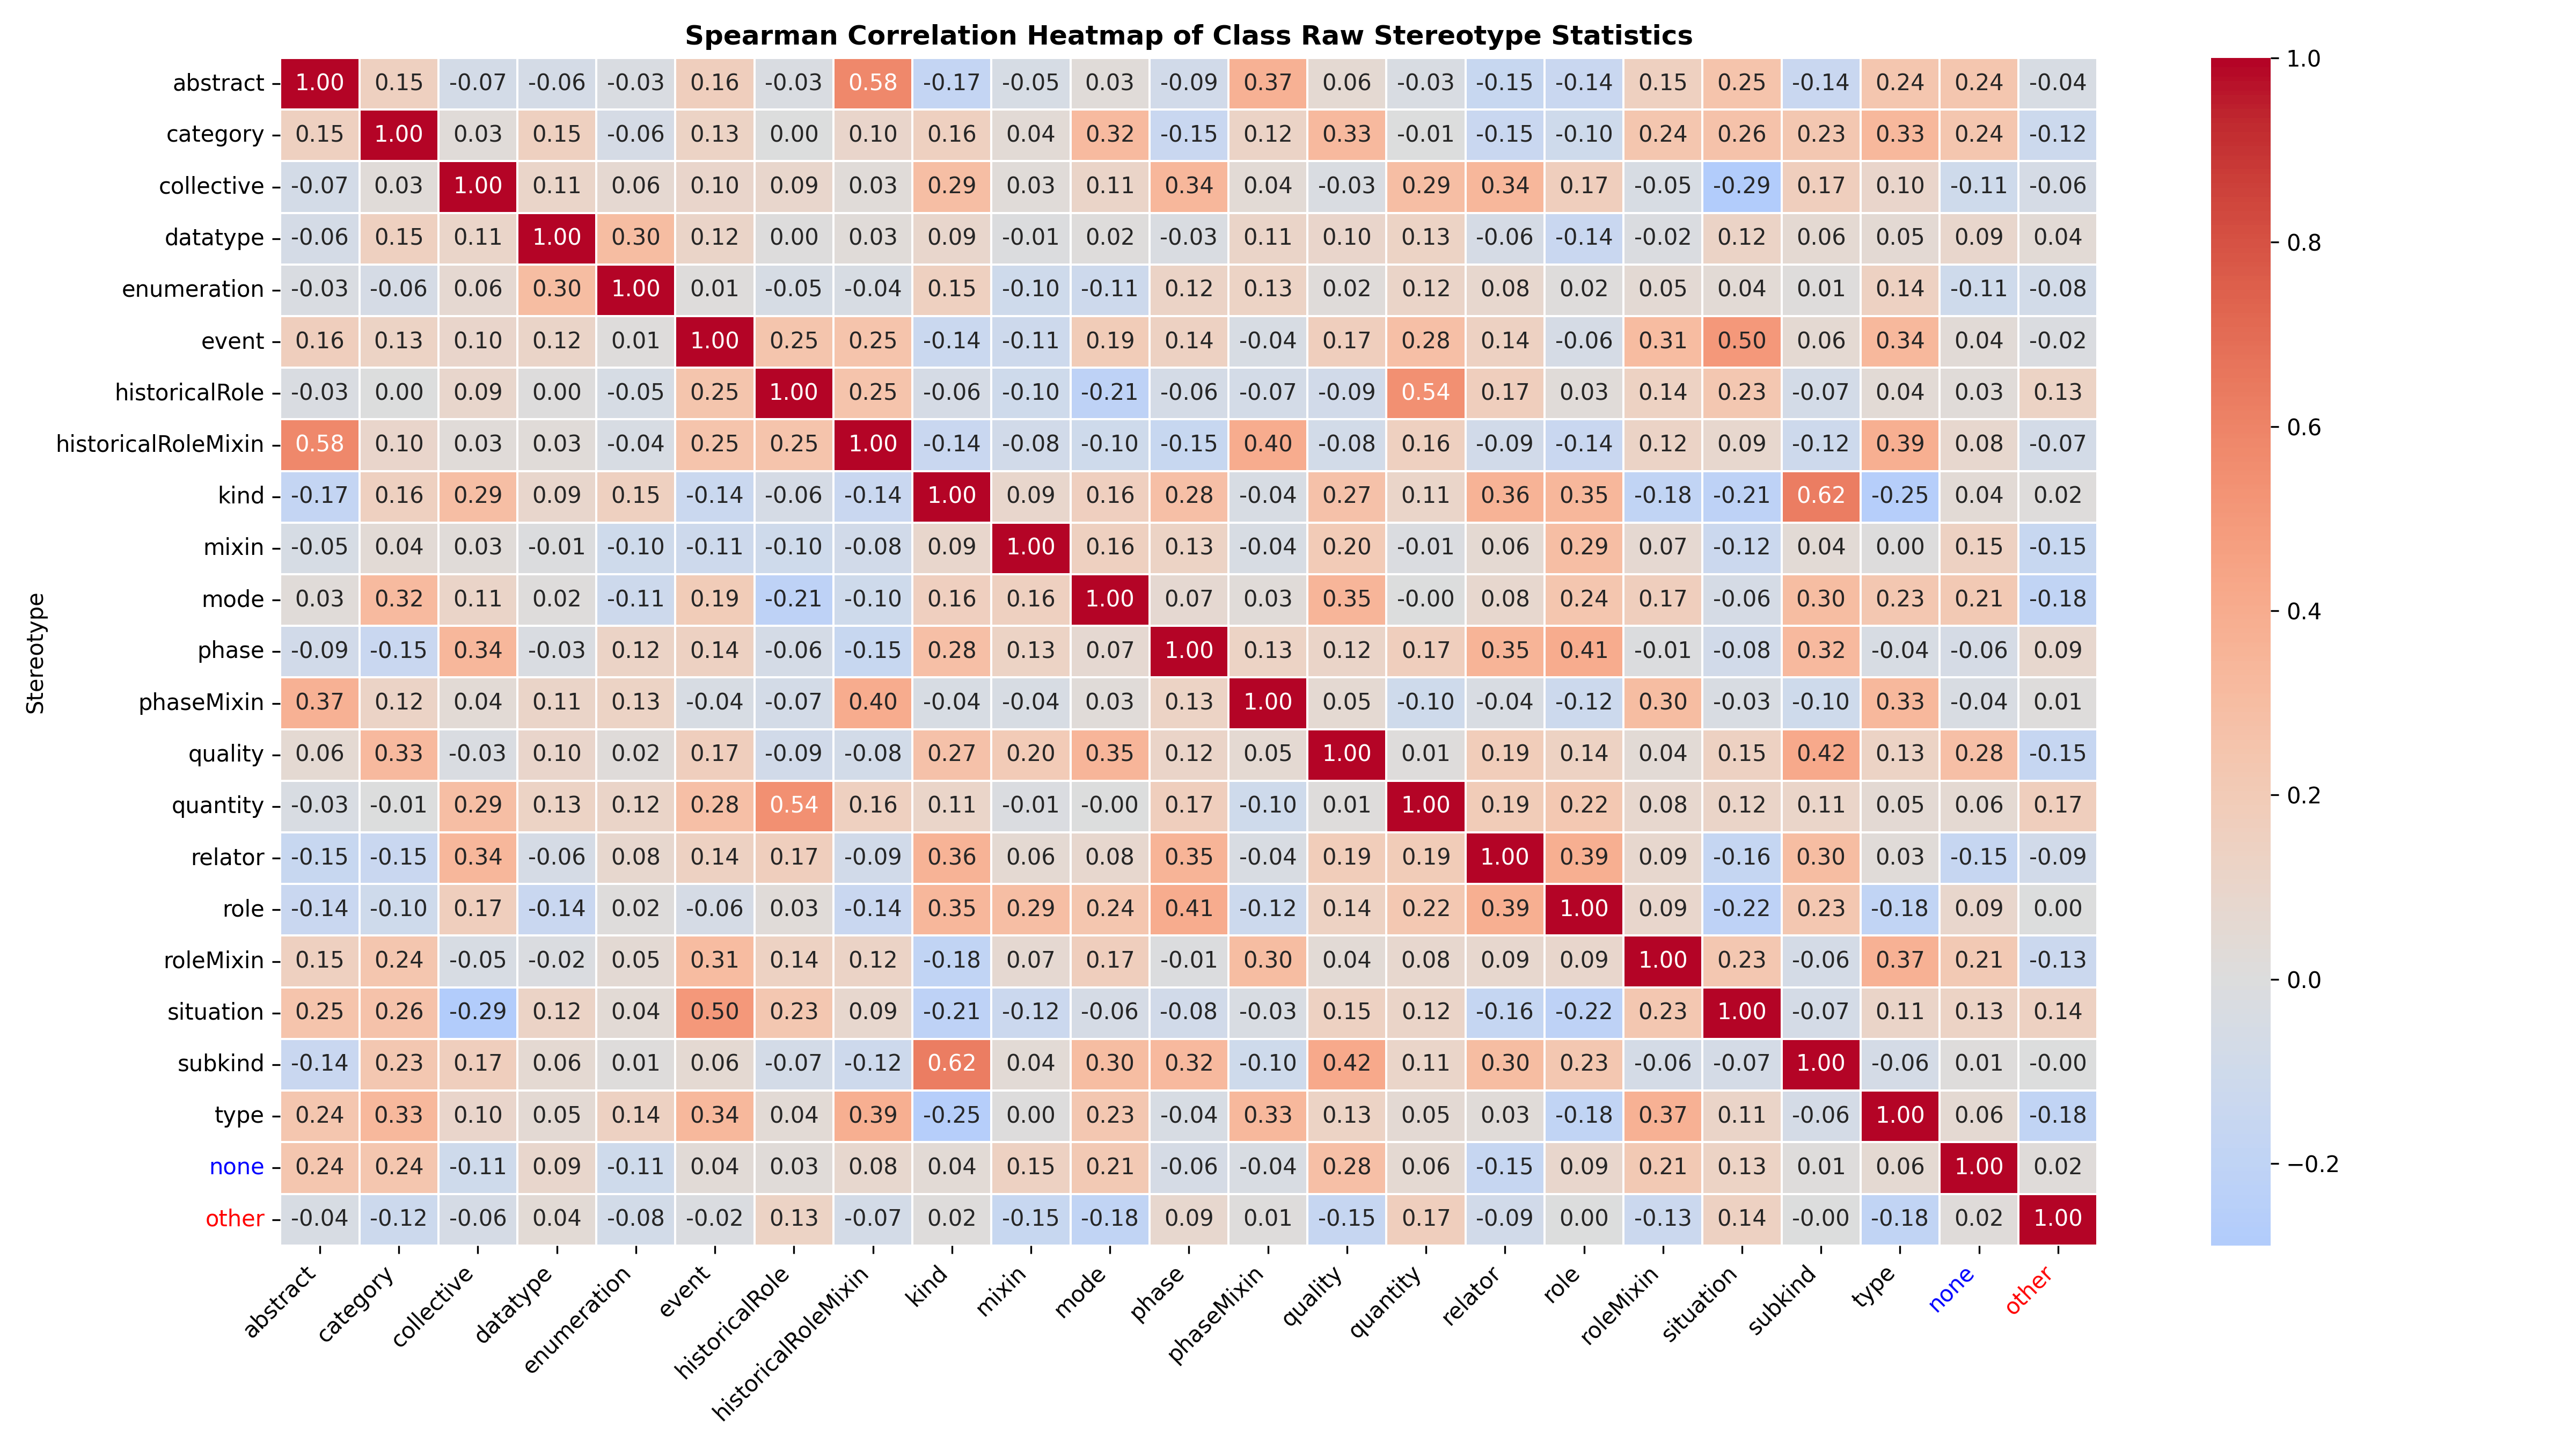 Spearman Correlation Heatmap of Class Raw Stereotype Statistics
Stereotype
abstract 1.00 0.15 -0.07 -0.06 -0.03 0.16 -0.03 0.58 -0.17 -0.05 0.03 -0.09 0.37 0.06 -0.03 -0.15 -0.14 0.15 0.25 -0.14 0.24 0.24 -0.04
category 0.15 1.00 0.03 0.15 -0.06 0.13 0.00 0.10 0.16 0.04 0.32 -0.15 0.12 0.33 -0.01 -0.15 -0.10 0.24 0.26 0.23 0.33 0.24 -0.12
collective -0.07 0.03 1.00 0.11 0.06 0.10 0.09 0.03 0.29 0.03 0.11 0.34 0.04 -0.03 0.29 0.34 0.17 -0.05 -0.29 0.17 0.10 -0.11 -0.06
datatype -0.06 0.15 0.11 1.00 0.30 0.12 0.00 0.03 0.09 -0.01 0.02 -0.03 0.11 0.10 0.13 -0.06 -0.14 -0.02 0.12 0.06 0.05 0.09 0.04
enumeration -0.03 -0.06 0.06 0.30 1.00 0.01 -0.05 -0.04 0.15 -0.10 -0.11 0.12 0.13 0.02 0.12 0.08 0.02 0.05 0.04 0.01 0.14 -0.11 -0.08
event 0.16 0.13 0.10 0.12 0.01 1.00 0.25 0.25 -0.14 -0.11 0.19 0.14 -0.04 0.17 0.28 0.14 -0.06 0.31 0.50 0.06 0.34 0.04 -0.02
historicalRole -0.03 0.00 0.09 0.00 -0.05 0.25 1.00 0.25 -0.06 -0.10 -0.21 -0.06 -0.07 -0.09 0.54 0.17 0.03 0.14 0.23 -0.07 0.04 0.03 0.13
historicalRoleMixin 0.58 0.10 0.03 0.03 -0.04 0.25 0.25 1.00 -0.14 -0.08 -0.10 -0.15 0.40 -0.08 0.16 -0.09 -0.14 0.12 0.09 -0.12 0.39 0.08 -0.07
kind -0.17 0.16 0.29 0.09 0.15 -0.14 -0.06 -0.14 1.00 0.09 0.16 0.28 -0.04 0.27 0.11 0.36 0.35 -0.18 -0.21 0.62 -0.25 0.04 0.02
mixin -0.05 0.04 0.03 -0.01 -0.10 -0.11 -0.10 -0.08 0.09 1.00 0.16 0.13 -0.04 0.20 -0.01 0.06 0.29 0.07 -0.12 0.04 0.00 0.15 -0.15
mode 0.03 0.32 0.11 0.02 -0.11 0.19 -0.21 -0.10 0.16 0.16 1.00 0.07 0.03 0.35 -0.00 0.08 0.24 0.17 -0.06 0.30 0.23 0.21 -0.18
phase -0.09 -0.15 0.34 -0.03 0.12 0.14 -0.06 -0.15 0.28 0.13 0.07 1.00 0.13 0.12 0.17 0.35 0.41 -0.01 -0.08 0.32 -0.04 -0.06 0.09
phaseMixin 0.37 0.12 0.04 0.11 0.13 -0.04 -0.07 0.40 -0.04 -0.04 0.03 0.13 1.00 0.05 -0.10 -0.04 -0.12 0.30 -0.03 -0.10 0.33 -0.04 0.01
quality 0.06 0.33 -0.03 0.10 0.02 0.17 -0.09 -0.08 0.27 0.20 0.35 0.12 0.05 1.00 0.01 0.19 0.14 0.04 0.15 0.42 0.13 0.28 -0.15
quantity -0.03 -0.01 0.29 0.13 0.12 0.28 0.54 0.16 0.11 -0.01 -0.00 0.17 -0.10 0.01 1.00 0.19 0.22 0.08 0.12 0.11 0.05 0.06 0.17
relator -0.15 -0.15 0.34 -0.06 0.08 0.14 0.17 -0.09 0.36 0.06 0.08 0.35 -0.04 0.19 0.19 1.00 0.39 0.09 -0.16 0.30 0.03 -0.15 -0.09
role -0.14 -0.10 0.17 -0.14 0.02 -0.06 0.03 -0.14 0.35 0.29 0.24 0.41 -0.12 0.14 0.22 0.39 1.00 0.09 -0.22 0.23 -0.18 0.09 0.00
roleMixin 0.15 0.24 -0.05 -0.02 0.05 0.31 0.14 0.12 -0.18 0.07 0.17 -0.01 0.30 0.04 0.08 0.09 0.09 1.00 0.23 -0.06 0.37 0.21 -0.13
situation 0.25 0.26 -0.29 0.12 0.04 0.50 0.23 0.09 -0.21 -0.12 -0.06 -0.08 -0.03 0.15 0.12 -0.16 -0.22 0.23 1.00 -0.07 0.11 0.13 0.14
subkind -0.14 0.23 0.17 0.06 0.01 0.06 -0.07 -0.12 0.62 0.04 0.30 0.32 -0.10 0.42 0.11 0.30 0.23 -0.06 -0.07 1.00 -0.06 0.01 -0.00
type 0.24 0.33 0.10 0.05 0.14 0.34 0.04 0.39 -0.25 0.00 0.23 -0.04 0.33 0.13 0.05 0.03 -0.18 0.37 0.11 -0.06 1.00 0.06 -0.18
none 0.24 0.24 -0.11 0.09 -0.11 0.04 0.03 0.08 0.04 0.15 0.21 -0.06 -0.04 0.28 0.06 -0.15 0.09 0.21 0.13 0.01 0.06 1.00 0.02
other -0.04 -0.12 -0.06 0.04 -0.08 -0.02 0.13 -0.07 0.02 -0.15 -0.18 0.09 0.01 -0.15 0.17 -0.09 0.00 -0.13 0.14 -0.00 -0.18 0.02 1.00
abstract category collective datatype enumeration event historicalRole historicalRoleMixin kind mixin mode phase phaseMixin quality quantity relator role roleMixin situation subkind type none other
1.0
0.8
0.6
0.4
0.2
0.0
−0.2